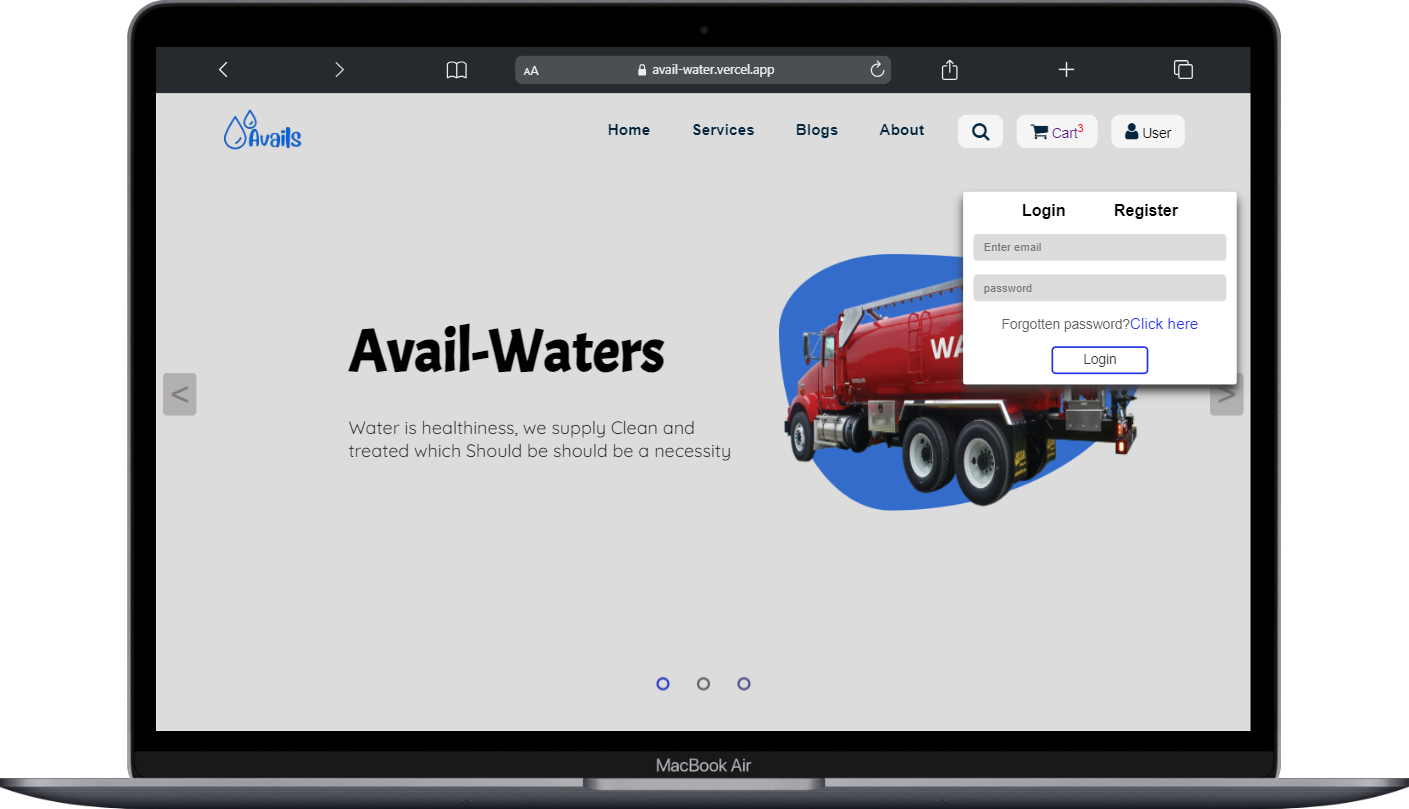 AA
avail-water.vercel.app
Avails
Home Services Blogs About Cart3 User
Login Register
Enter email
password
Forgotten password?Click here
Login
Avail-Waters
WA
Water is healthiness, we supply Clean and
treated which Should be should be a necessity
<
>
MacBook Air